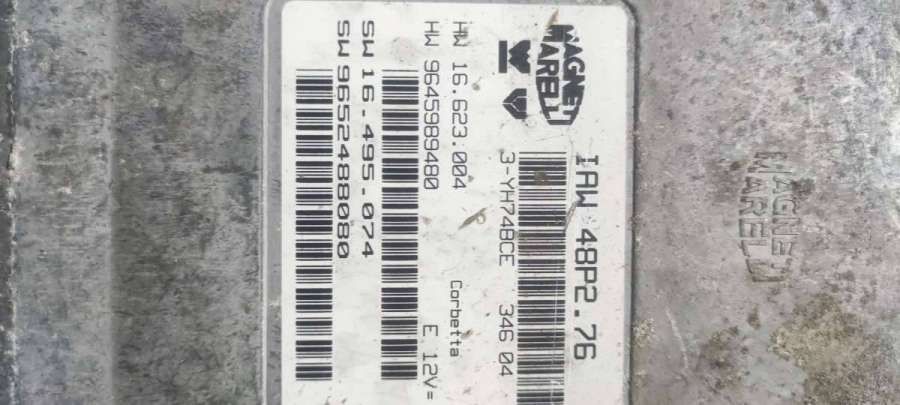 MAGNETI
MARELLI
IAW 48P2.76
3-YH74BCE 346 04
HW 16.623.004
HW 9645989480
Corbetta E 12V=
SW 16.495.074
SW 9652488080
MAGNETI
MARELLI